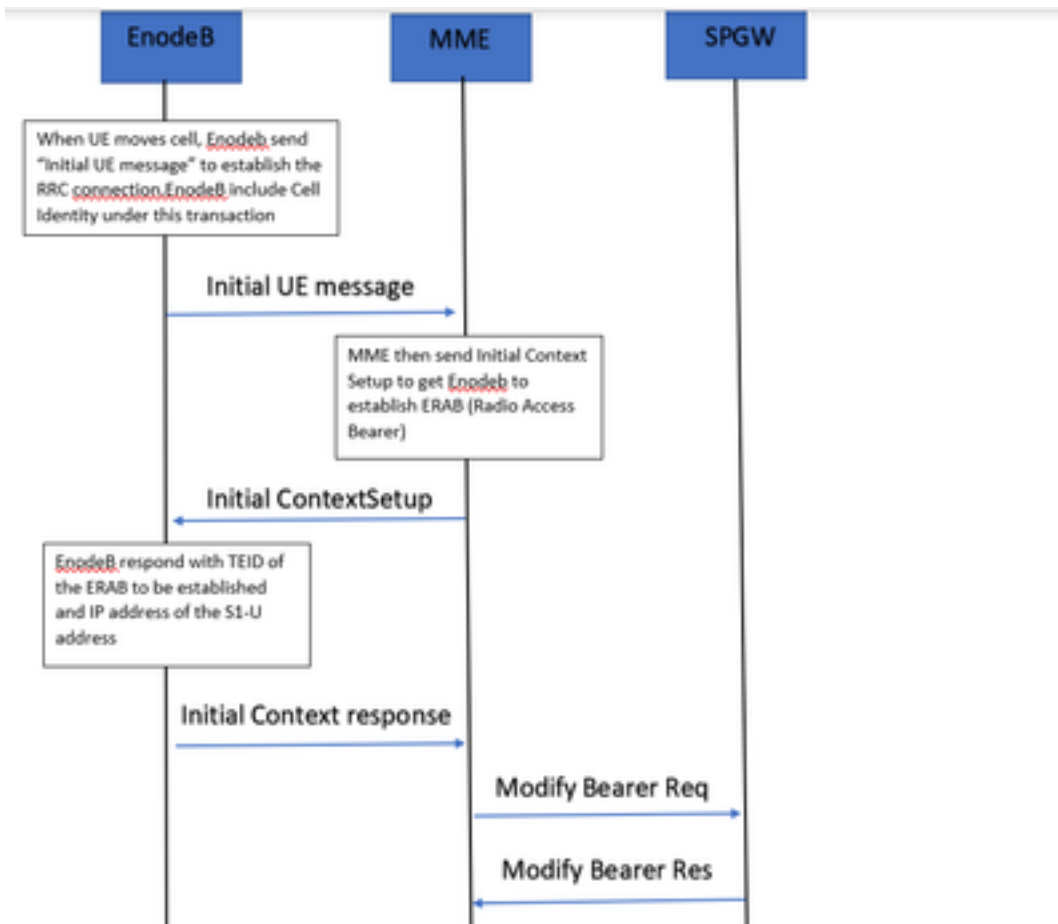 EnodeB
MME
SPGW
When UE moves cell, Enodeb send
"Initial UE message" to establish the
RRC connection.EnodeB include Cell
Identity under this transaction
Initial UE message
MME then send Initial Context
Setup to get Enodeb to
establish ERAB (Radio Access
Bearer)
Initial ContextSetup
EnodeB respond with TEID of
the ERAB to be established
and IP address of the S1-U
address
Initial Context response
Modify Bearer Req
Modify Bearer Res